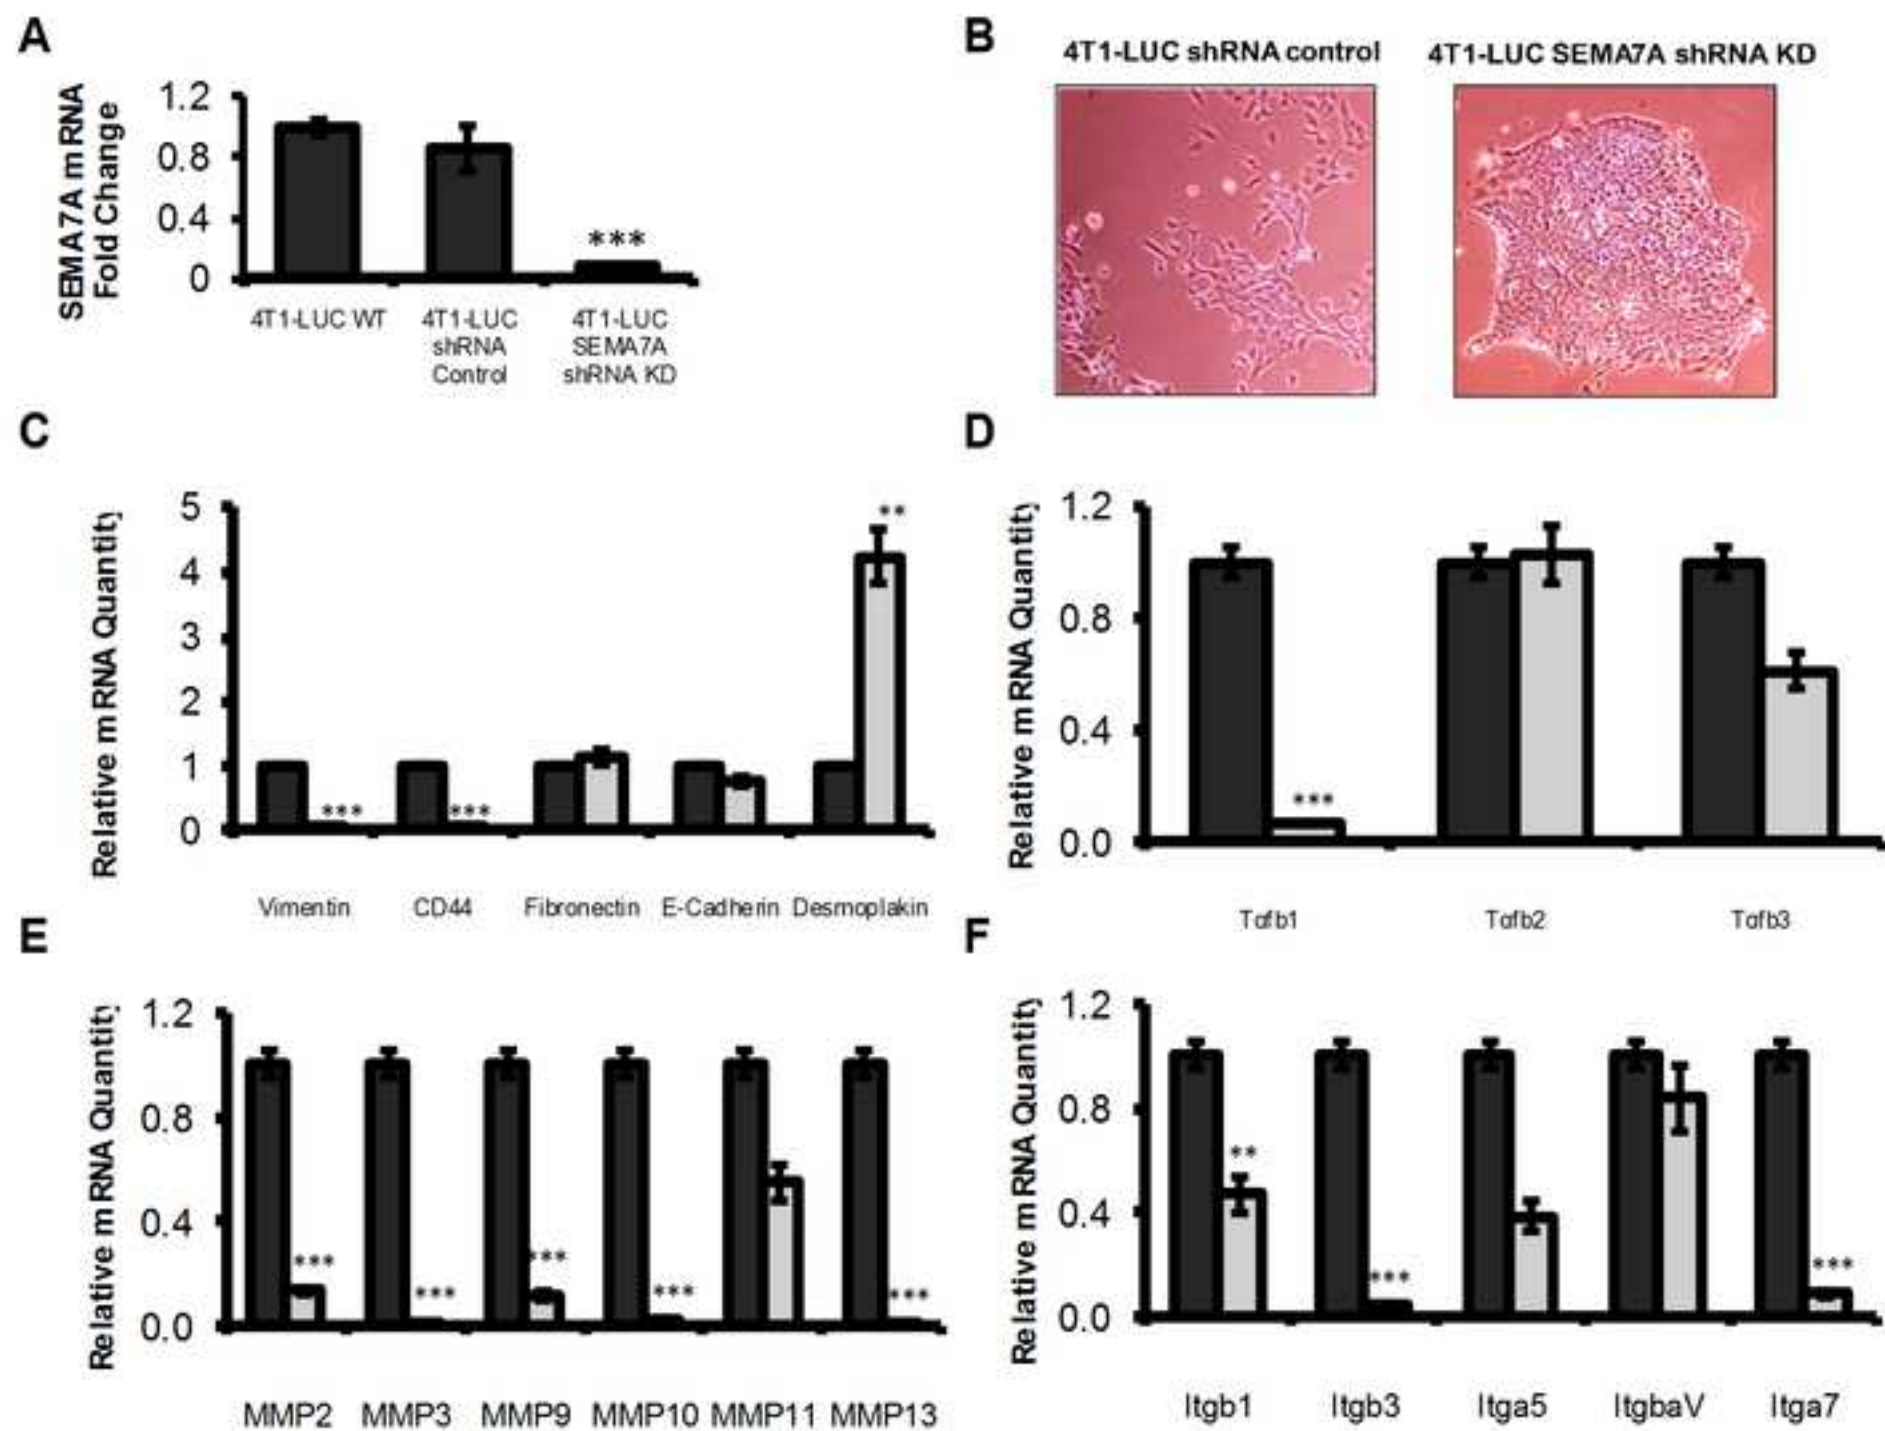 A
SEMA7A mRNA
Fold Change
1.2
0.8
0.4
0
***
4T1-LUC WT
4T1-LUC
shRNA
Control
4T1-LUC
SEMA7A
shRNA KD
B
4T1-LUC shRNA control
4T1-LUC SEMA7A shRNA KD
C
Relative mRNA Quantity
5
4
3
2
1
0
***
***
**
Vimentin
CD44
Fibronectin
E-Cadherin
Desmoplakin
D
Relative mRNA Quantity
1.2
0.8
0.4
0.0
***
Tgfb1
Tgfb2
Tgfb3
E
Relative mRNA Quantity
1.2
0.8
0.4
0.0
***
***
***
***
***
MMP2
MMP3
MMP9
MMP10
MMP11
MMP13
F
Relative mRNA Quantity
1.2
0.8
0.4
0.0
**
***
***
Itgb1
Itgb3
Itga5
ItgbaV
Itga7